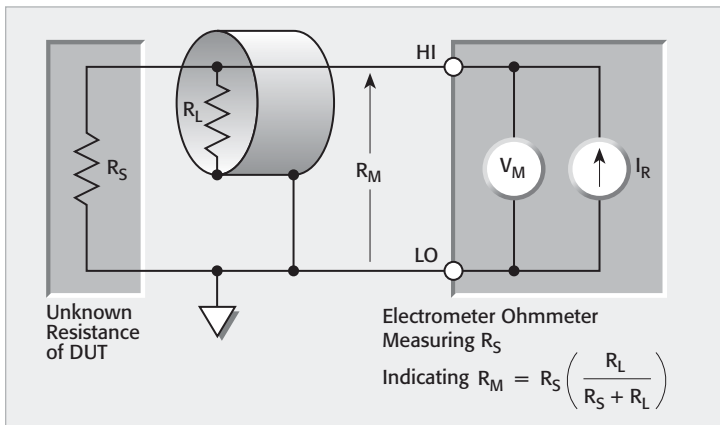 HI
R_L
R_S
R_M
V_M
I_R
LO
Unknown
Resistance
of DUT
Electrometer Ohmmeter
Measuring R_S
Indicating R_M = R_S ( R_L / (R_S + R_L) )